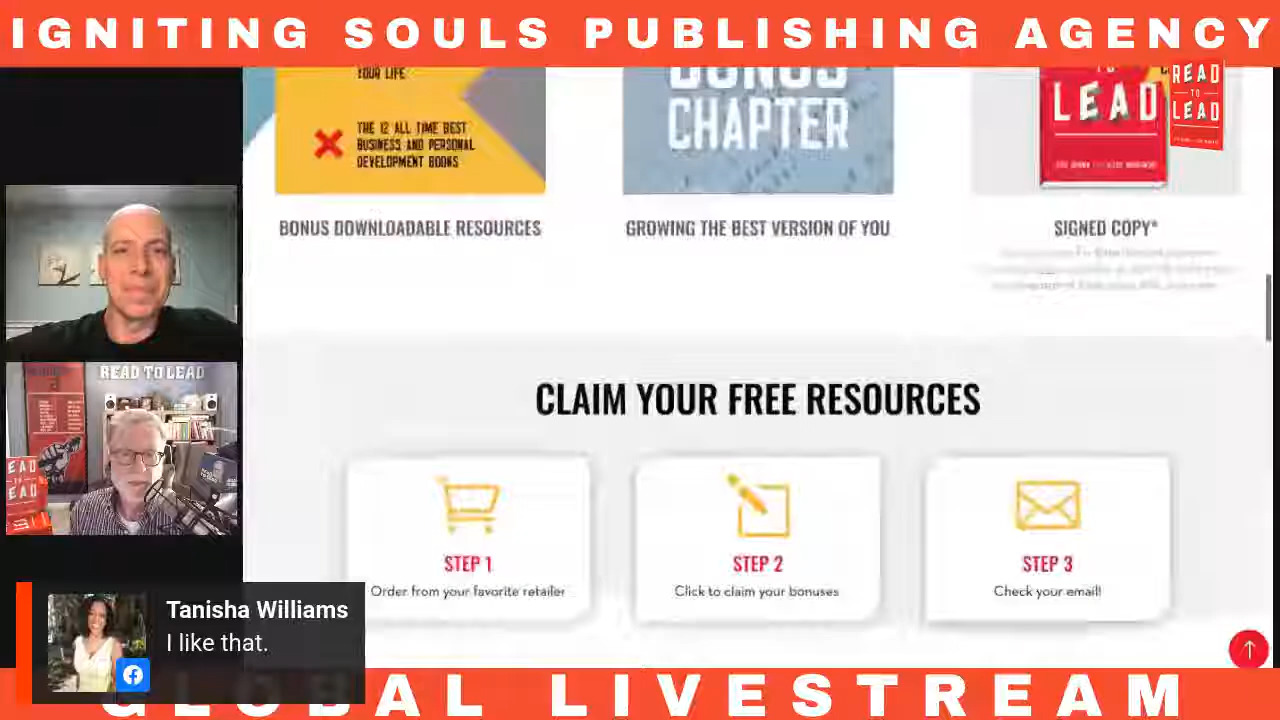 IGNITING SOULS PUBLISHING AGENCY
YOUR LIFE
THE 12 ALL TIME BEST
BUSINESS AND PERSONAL
DEVELOPMENT BOOKS
BONUS
CHAPTER
TO
LEAD
READ
TO
LEAD
BONUS DOWNLOADABLE RESOURCES
GROWING THE BEST VERSION OF YOU
SIGNED COPY*
READ TO LEAD
CLAIM YOUR FREE RESOURCES
STEP 1
Order from your favorite retailer
STEP 2
Click to claim your bonuses
STEP 3
Check your email!
Tanisha Williams
I like that.
GLOBAL LIVESTREAM